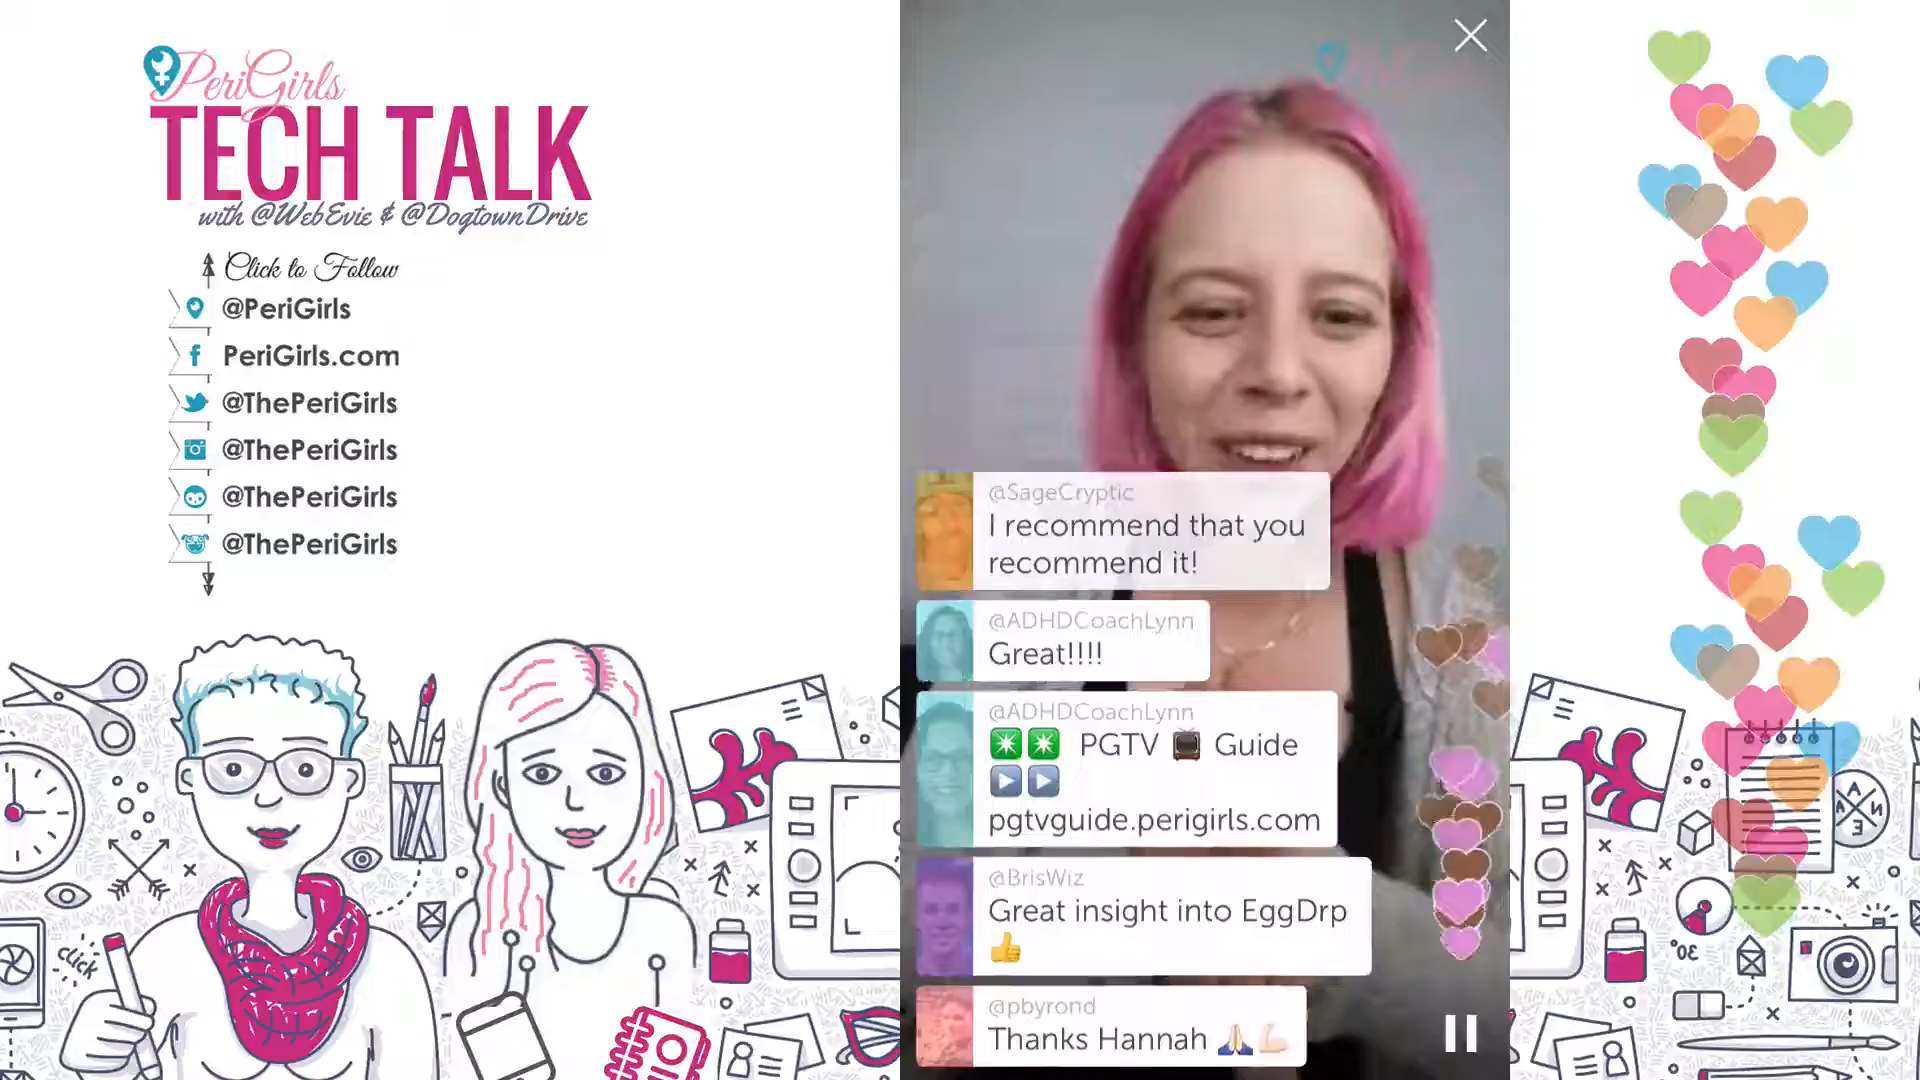 PeriGirls
TECH TALK
with @WebEvie & @DogtownDrive
Click to Follow
@PeriGirls
PeriGirls.com
@ThePeriGirls
@ThePeriGirls
@ThePeriGirls
@ThePeriGirls
click
@SageCryptic
I recommend that you
recommend it!
@ADHDCoachLynn
Great!!!!
@ADHDCoachLynn
✳️✳️ PGTV 📺 Guide
▶️▶️
pgtvguide.perigirls.com
@BrisWiz
Great insight into EggDrp
👍
@pbyrond
Thanks Hannah 🙏🏻💪🏻
30°